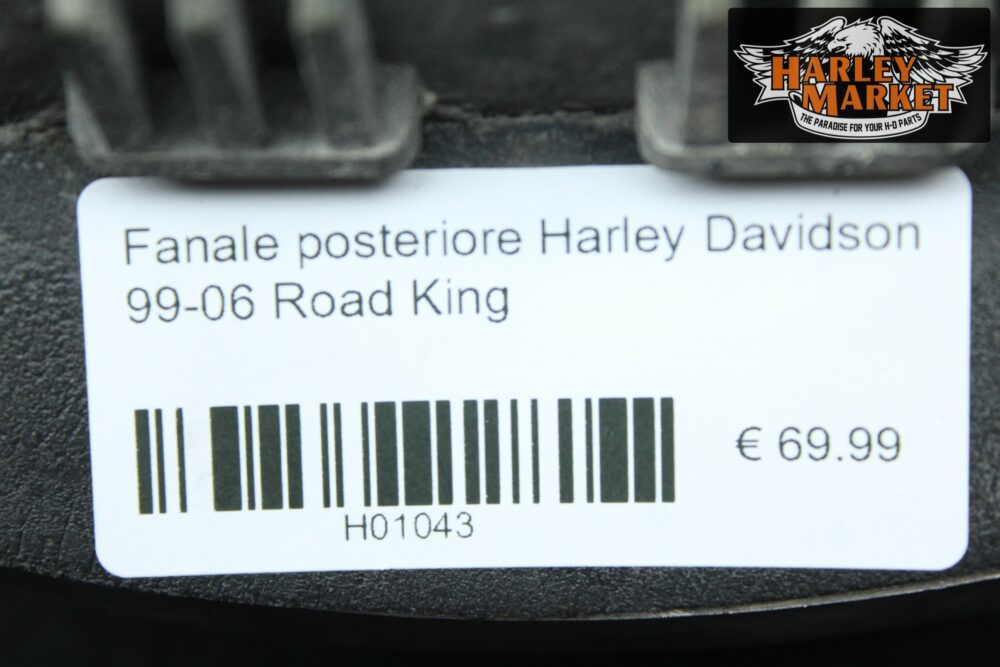 HARLEY
MARKET
THE PARADISE FOR YOUR H-D PARTS
Fanale posteriore Harley Davidson
99-06 Road King
€ 69.99
H01043